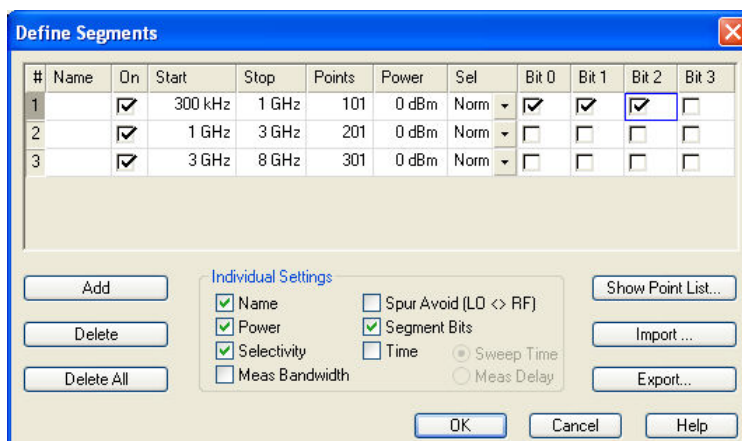 Define Segments
# Name On Start Stop Points Power Sel Bit 0 Bit 1 Bit 2 Bit 3
1 300 kHz 1 GHz 101 0 dBm Norm
2 1 GHz 3 GHz 201 0 dBm Norm
3 3 GHz 8 GHz 301 0 dBm Norm
Add
Delete
Delete All
Individual Settings
Name
Power
Selectivity
Meas Bandwidth
Spur Avoid (LO <> RF)
Segment Bits
Time
Sweep Time
Meas Delay
Show Point List...
Import ...
Export...
OK Cancel Help